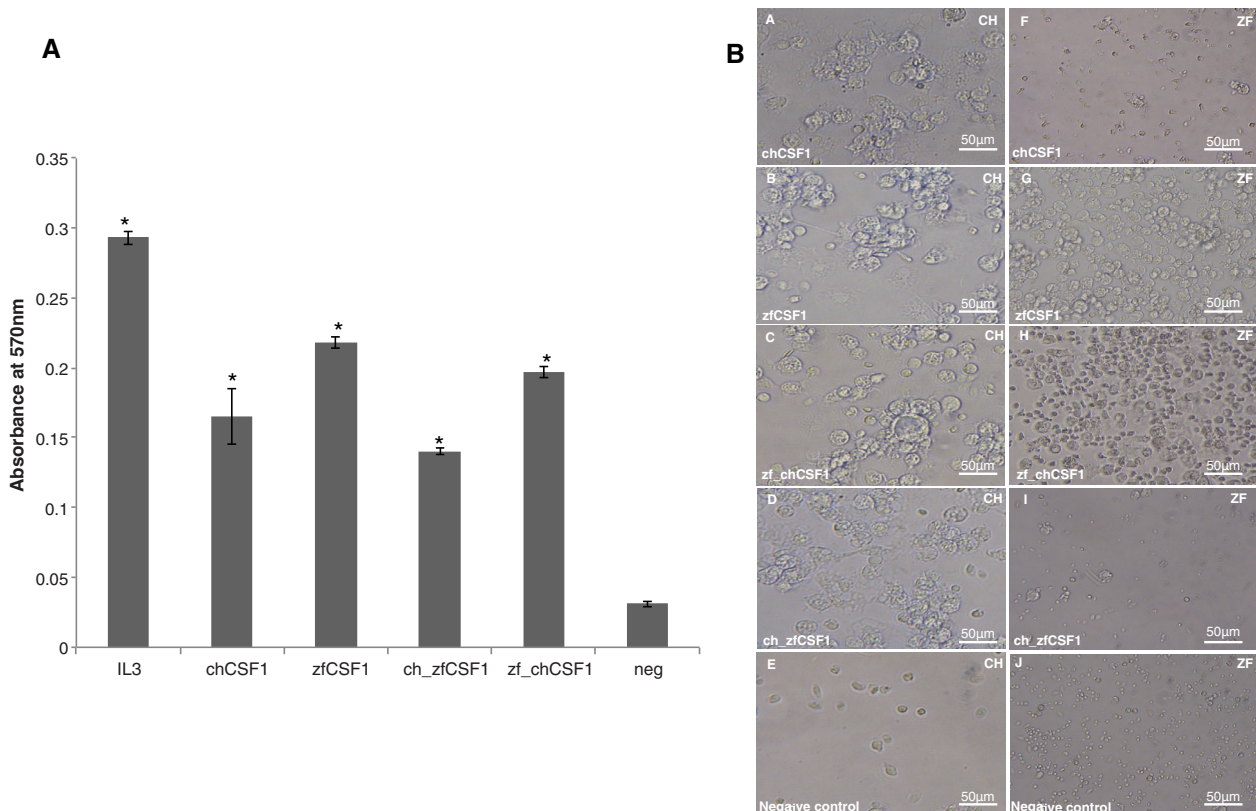 A
B
Absorbance at 570nm
0.35
0.3
0.25
0.2
0.15
0.1
0.05
0
*
*
*
*
*
IL3 chCSF1 zfCSF1 ch_zfCSF1 zf_chCSF1 neg
A CH
chCSF1 50µm
F ZF
chCSF1 50µm
B CH
zfCSF1 50µm
G ZF
zfCSF1 50µm
C CH
zf_chCSF1 50µm
H ZF
zf_chCSF1 50µm
D CH
ch_zfCSF1 50µm
I ZF
ch_zfCSF1 50µm
E CH
Negaive control 50µm
J ZF
Negaive control 50µm